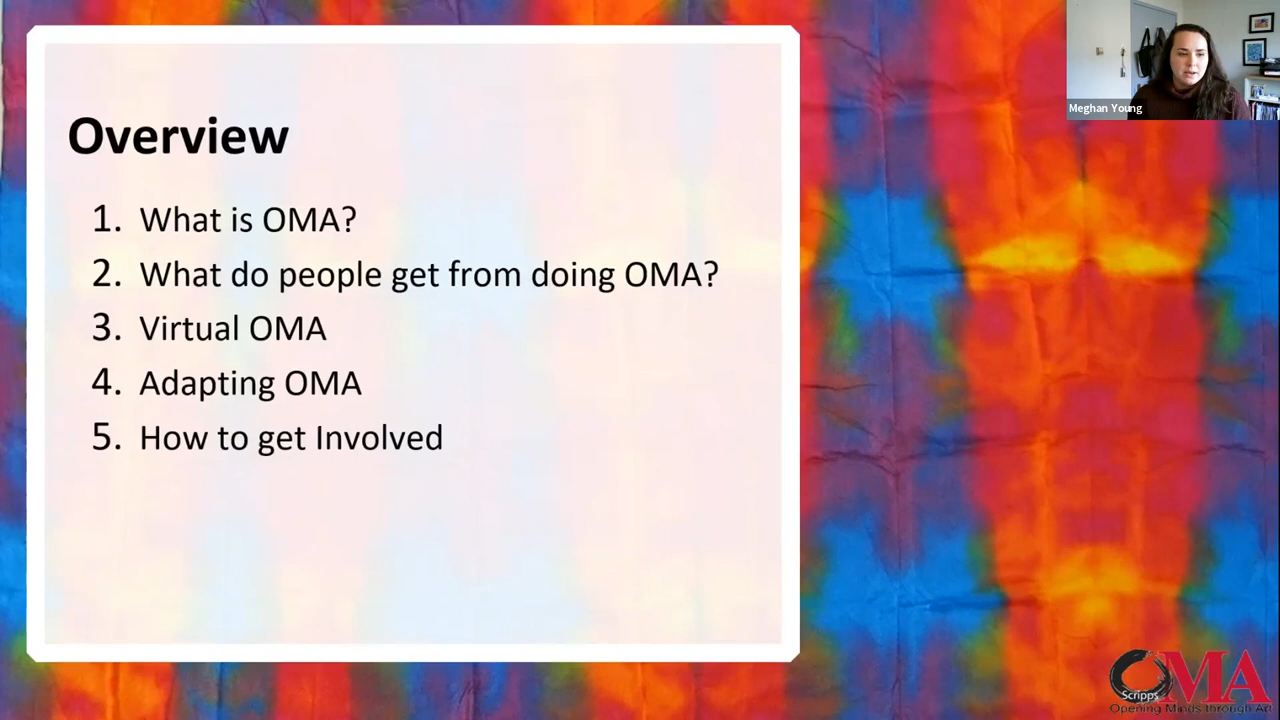 Overview
1. What is OMA?
2. What do people get from doing OMA?
3. Virtual OMA
4. Adapting OMA
5. How to get Involved
Meghan Young
OMA
Scripps
Opening Minds through Art